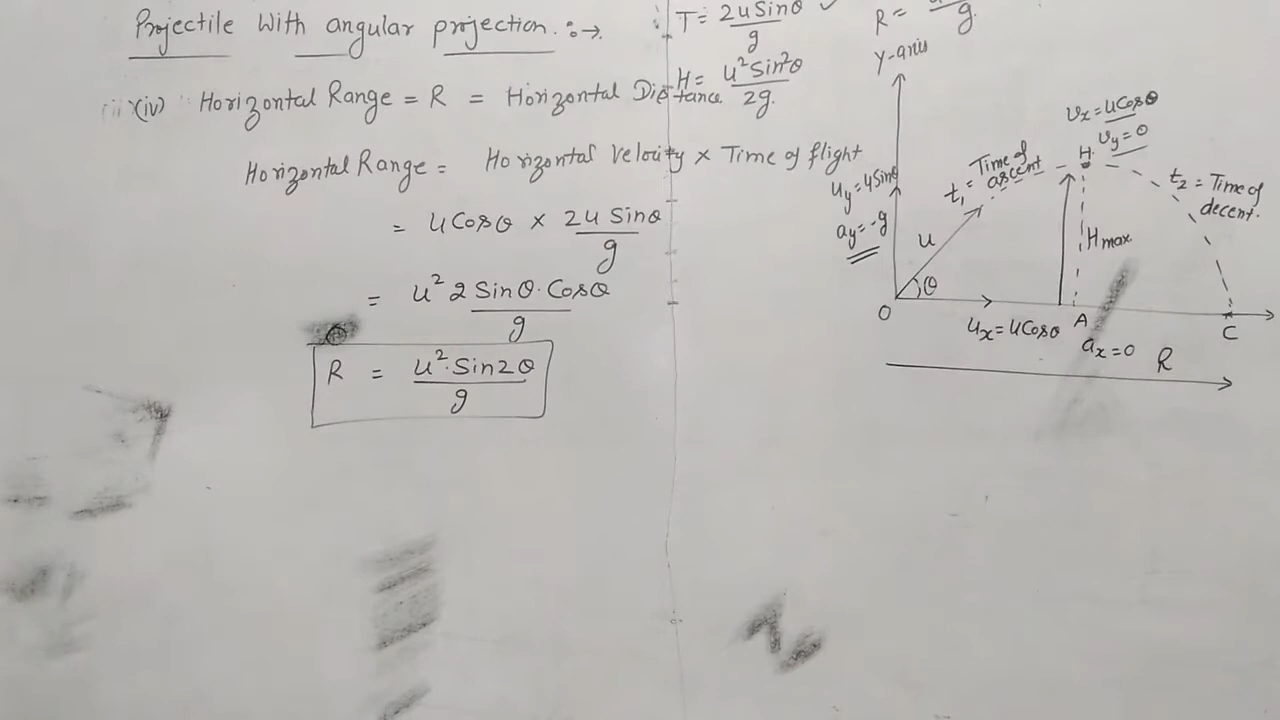 Projectile With angular projection. :→
(iv) Horizontal Range = R = Horizontal Distance.
Horizontal Range = Horizontal Velocity × Time of flight
= u Cosθ × 2u Sinθ / g
= u² 2 Sinθ · Cosθ / g
R = u² · Sin2θ / g
T = 2u Sinθ / g ✓
H = u² Sin²θ / 2g.
R = / g.
Y-axis
vx = u Cosθ
vy = 0
H.
t₁ = Time of ascent
t₂ = Time of decent.
uy = u Sinθ
ay = -g
u
θ
Hmax.
O
ux = u Cosθ
A
ax = 0
C
R